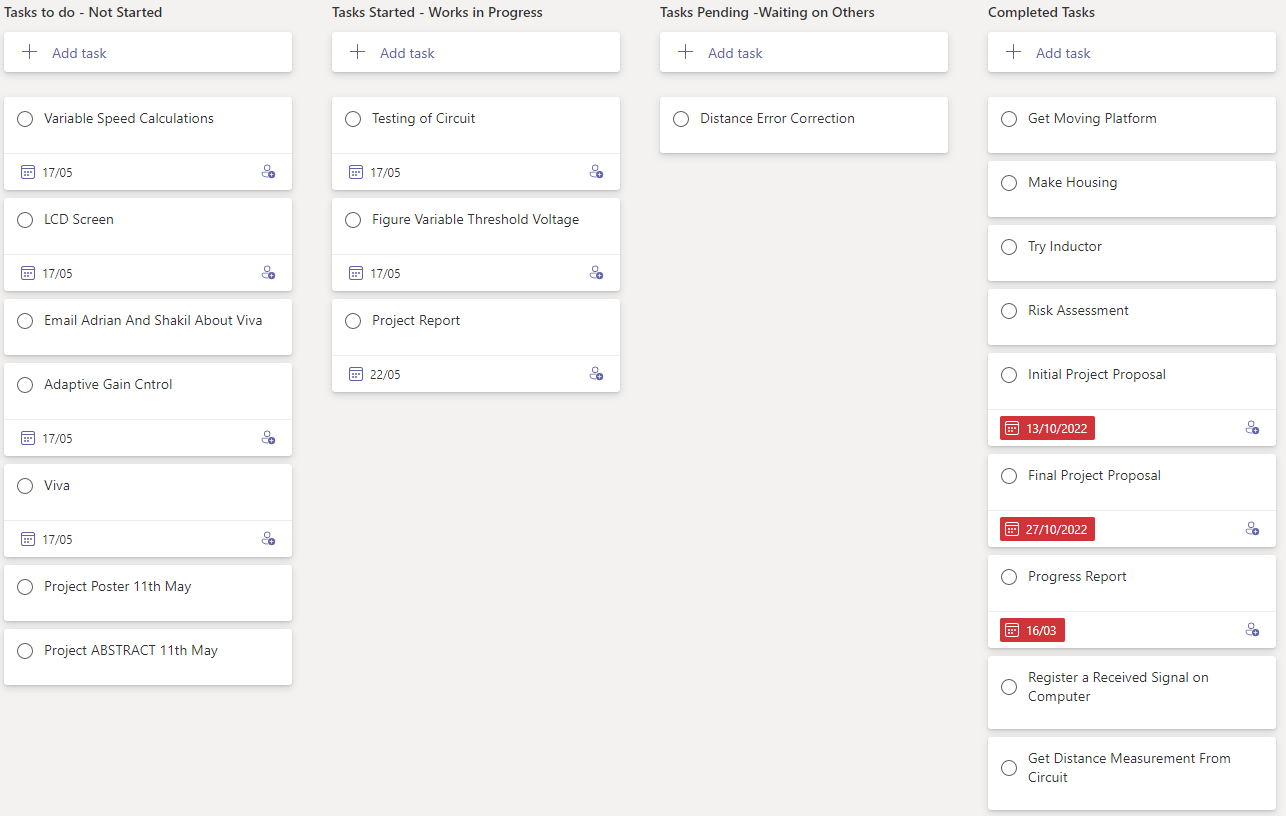 Tasks to do - Not Started
Add task
Variable Speed Calculations
17/05
LCD Screen
17/05
Email Adrian And Shakil About Viva
Adaptive Gain Cntrol
17/05
Viva
17/05
Project Poster 11th May
Project ABSTRACT 11th May
Tasks Started - Works in Progress
Add task
Testing of Circuit
17/05
Figure Variable Threshold Voltage
17/05
Project Report
22/05
Tasks Pending -Waiting on Others
Add task
Distance Error Correction
Completed Tasks
Add task
Get Moving Platform
Make Housing
Try Inductor
Risk Assessment
Initial Project Proposal
13/10/2022
Final Project Proposal
27/10/2022
Progress Report
16/03
Register a Received Signal on
Computer
Get Distance Measurement From
Circuit